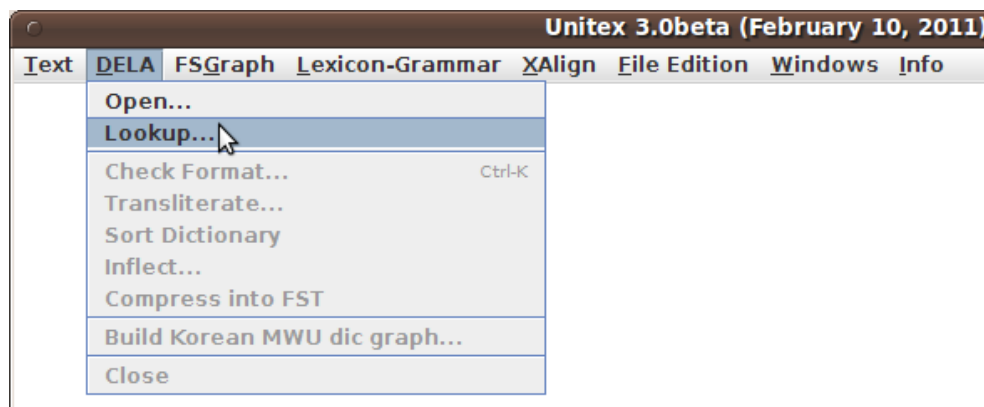 Unitex 3.0beta (February 10, 2011)
Text DELA FSGraph Lexicon-Grammar XAlign File Edition Windows Info
Open...
Lookup...
Check Format... Ctrl-K
Transliterate...
Sort Dictionary
Inflect...
Compress into FST
Build Korean MWU dic graph...
Close